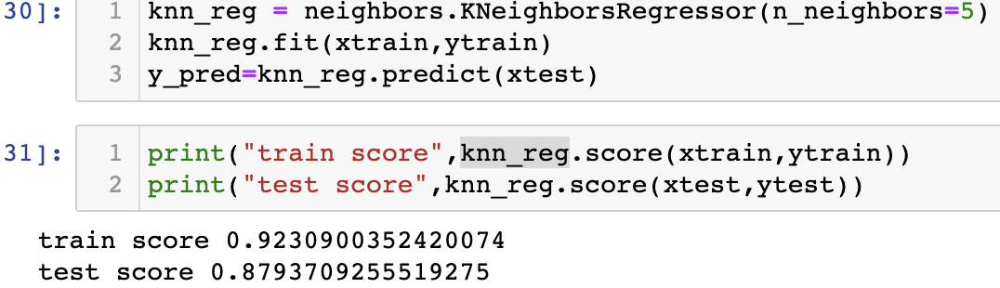 30]: 1 knn_reg = neighbors.KNeighborsRegressor(n_neighbors=5)
2 knn_reg.fit(xtrain,ytrain)
3 y_pred=knn_reg.predict(xtest)
31]: 1 print("train score",knn_reg.score(xtrain,ytrain))
2 print("test score",knn_reg.score(xtest,ytest))
train score 0.9230900352420074
test score 0.8793709255519275